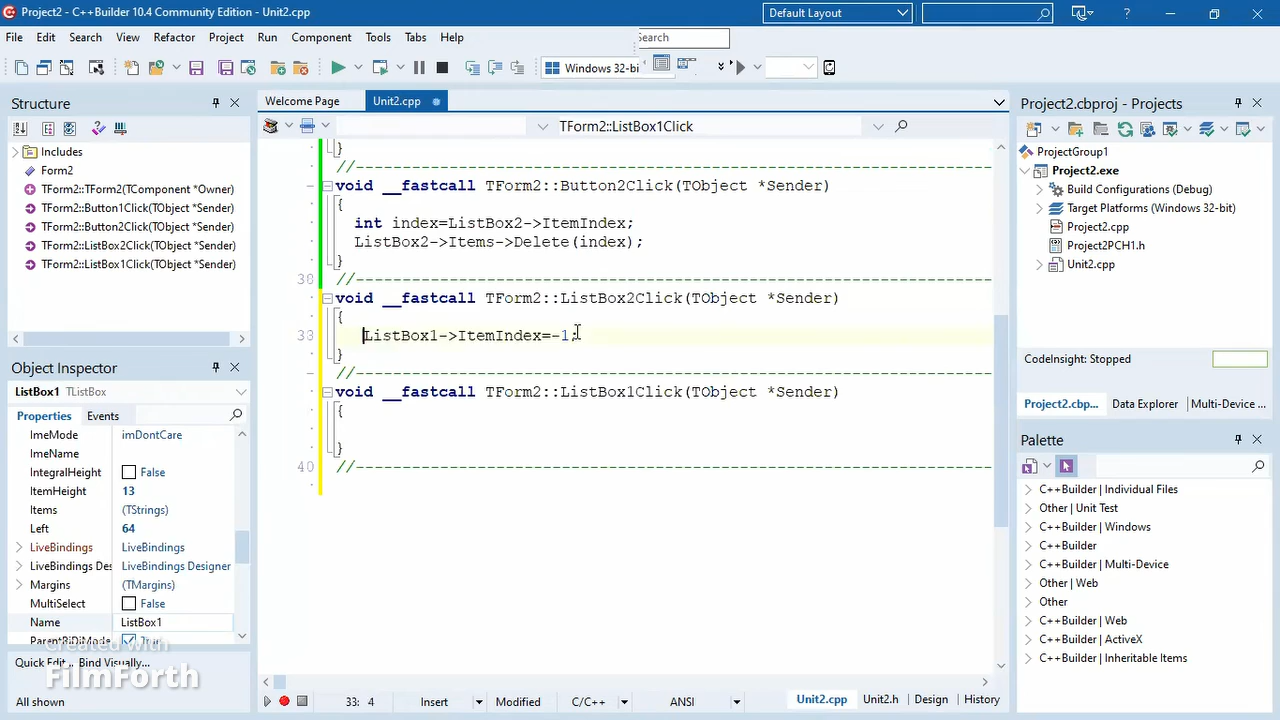 Project2 - C++Builder 10.4 Community Edition - Unit2.cpp
Default Layout
File Edit Search View Refactor Project Run Component Tools Tabs Help
Search
Windows 32-bi
Structure
Includes
Form2
TForm2::TForm2(TComponent *Owner)
TForm2::Button1Click(TObject *Sender)
TForm2::Button2Click(TObject *Sender)
TForm2::ListBox2Click(TObject *Sender)
TForm2::ListBox1Click(TObject *Sender)
Object Inspector
ListBox1 TListBox
Properties Events
ImeMode imDontCare
ImeName
IntegralHeight False
ItemHeight 13
Items (TStrings)
Left 64
LiveBindings LiveBindings
LiveBindings Des LiveBindings Designer
Margins (TMargins)
MultiSelect False
Name ListBox1
ParentBiDiMode True
Quick Edit... Bind Visually...
All shown
Created with
FilmForth
Welcome Page Unit2.cpp
TForm2::ListBox1Click
}
//----------------------------------------------------------------------
void __fastcall TForm2::Button2Click(TObject *Sender)
{
int index=ListBox2->ItemIndex;
ListBox2->Items->Delete(index);
}
30 //----------------------------------------------------------------------
void __fastcall TForm2::ListBox2Click(TObject *Sender)
{
33 ListBox1->ItemIndex=-1;
}
//----------------------------------------------------------------------
void __fastcall TForm2::ListBox1Click(TObject *Sender)
{
}
40 //----------------------------------------------------------------------
33: 4 Insert Modified C/C++ ANSI Unit2.cpp Unit2.h Design History
Project2.cbproj - Projects
ProjectGroup1
Project2.exe
Build Configurations (Debug)
Target Platforms (Windows 32-bit)
Project2.cpp
Project2PCH1.h
Unit2.cpp
CodeInsight: Stopped
Project2.cbp... Data Explorer Multi-Device ...
Palette
C++Builder | Individual Files
Other | Unit Test
C++Builder | Windows
C++Builder
C++Builder | Multi-Device
Other | Web
Other
C++Builder | Web
C++Builder | ActiveX
C++Builder | Inheritable Items